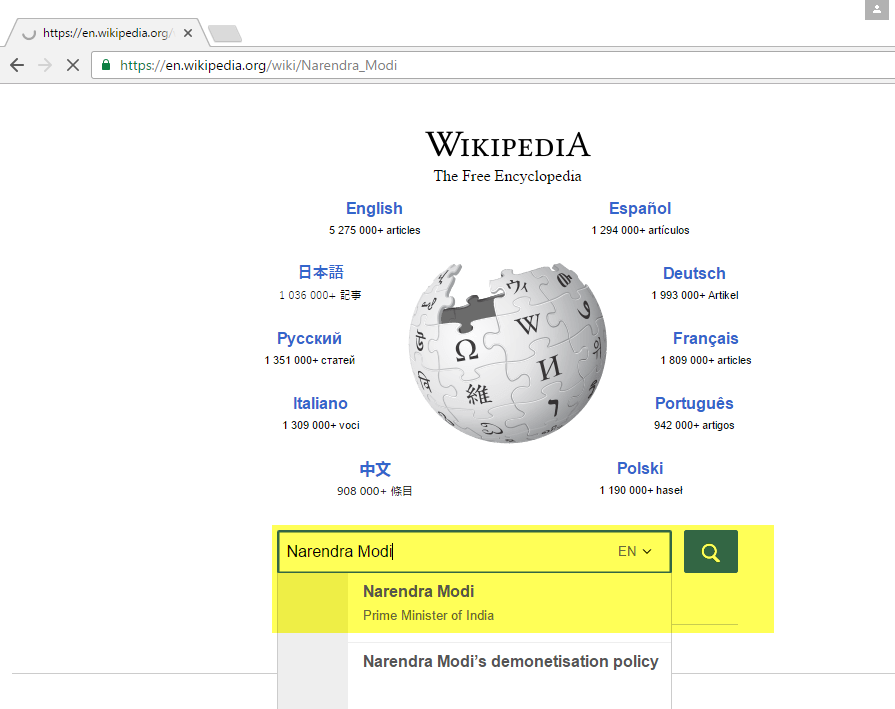 https://en.wikipedia.org/
https://en.wikipedia.org/wiki/Narendra_Modi
WIKIPEDIA
The Free Encyclopedia
English
5 275 000+ articles
Español
1 294 000+ artículos
日本語
1 036 000+ 記事
Deutsch
1 993 000+ Artikel
Русский
1 351 000+ статей
Français
1 809 000+ articles
Italiano
1 309 000+ voci
Português
942 000+ artigos
中文
908 000+ 條目
Polski
1 190 000+ haseł
Ω
W
И
維
ウィ
7
Narendra Modi
EN
Narendra Modi
Prime Minister of India
Narendra Modi’s demonetisation policy